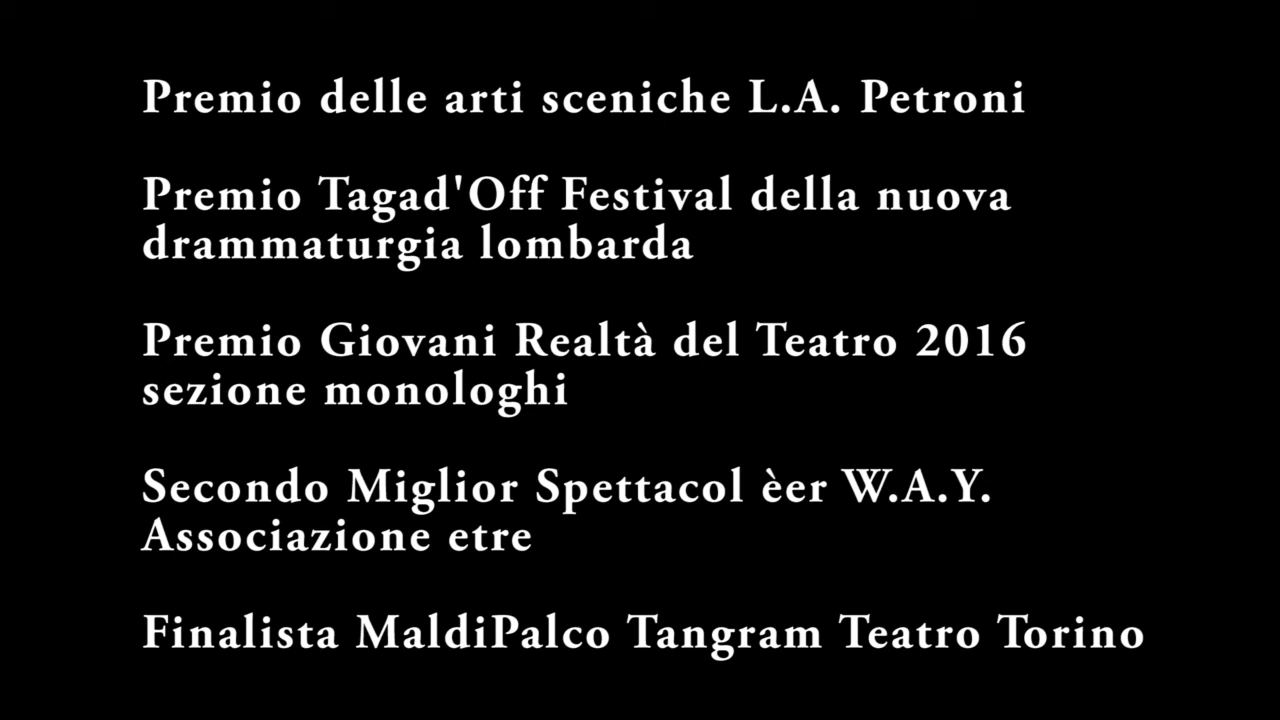 Premio delle arti sceniche L.A. Petroni
Premio Tagad'Off Festival della nuova
drammaturgia lombarda
Premio Giovani Realtà del Teatro 2016
sezione monologhi
Secondo Miglior Spettacol èer W.A.Y.
Associazione etre
Finalista MaldiPalco Tangram Teatro Torino